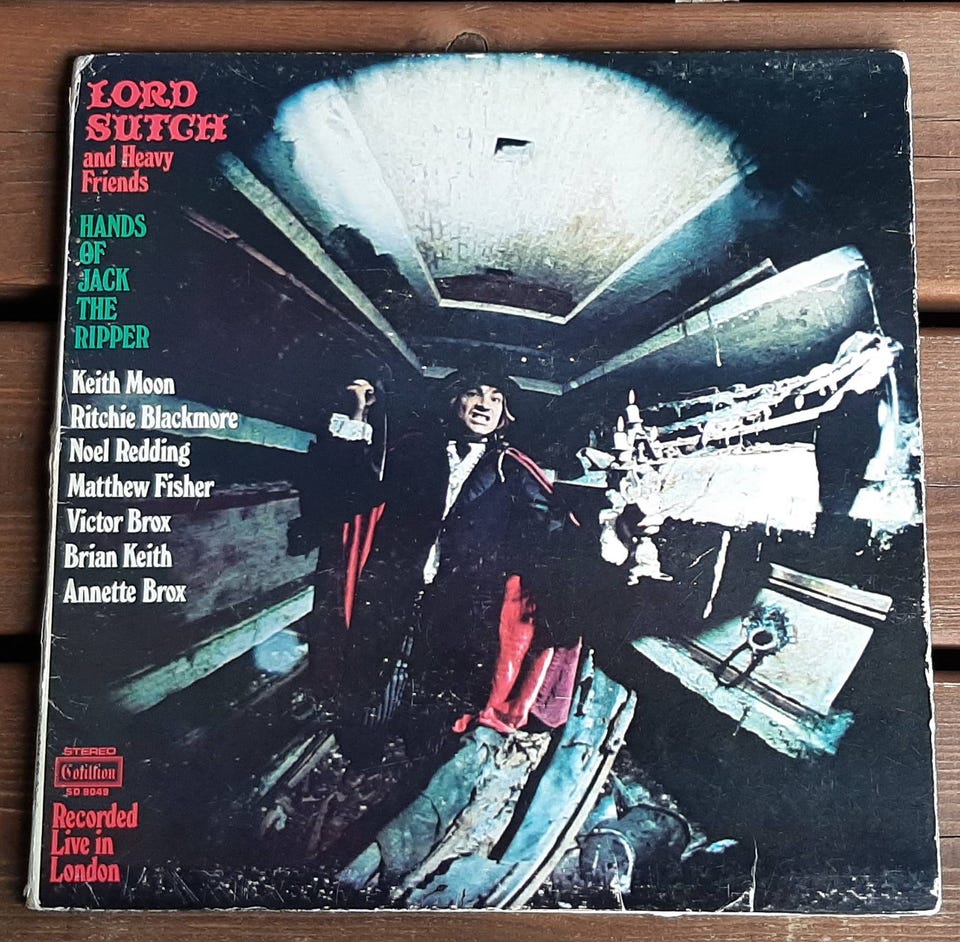 LORD
SUTCH
and Heavy
Friends
HANDS
OF
JACK
THE
RIPPER
Keith Moon
Ritchie Blackmore
Noel Redding
Matthew Fisher
Victor Brox
Brian Keith
Annette Brox
STEREO
Cotillion
SD 9049
Recorded
Live in
London